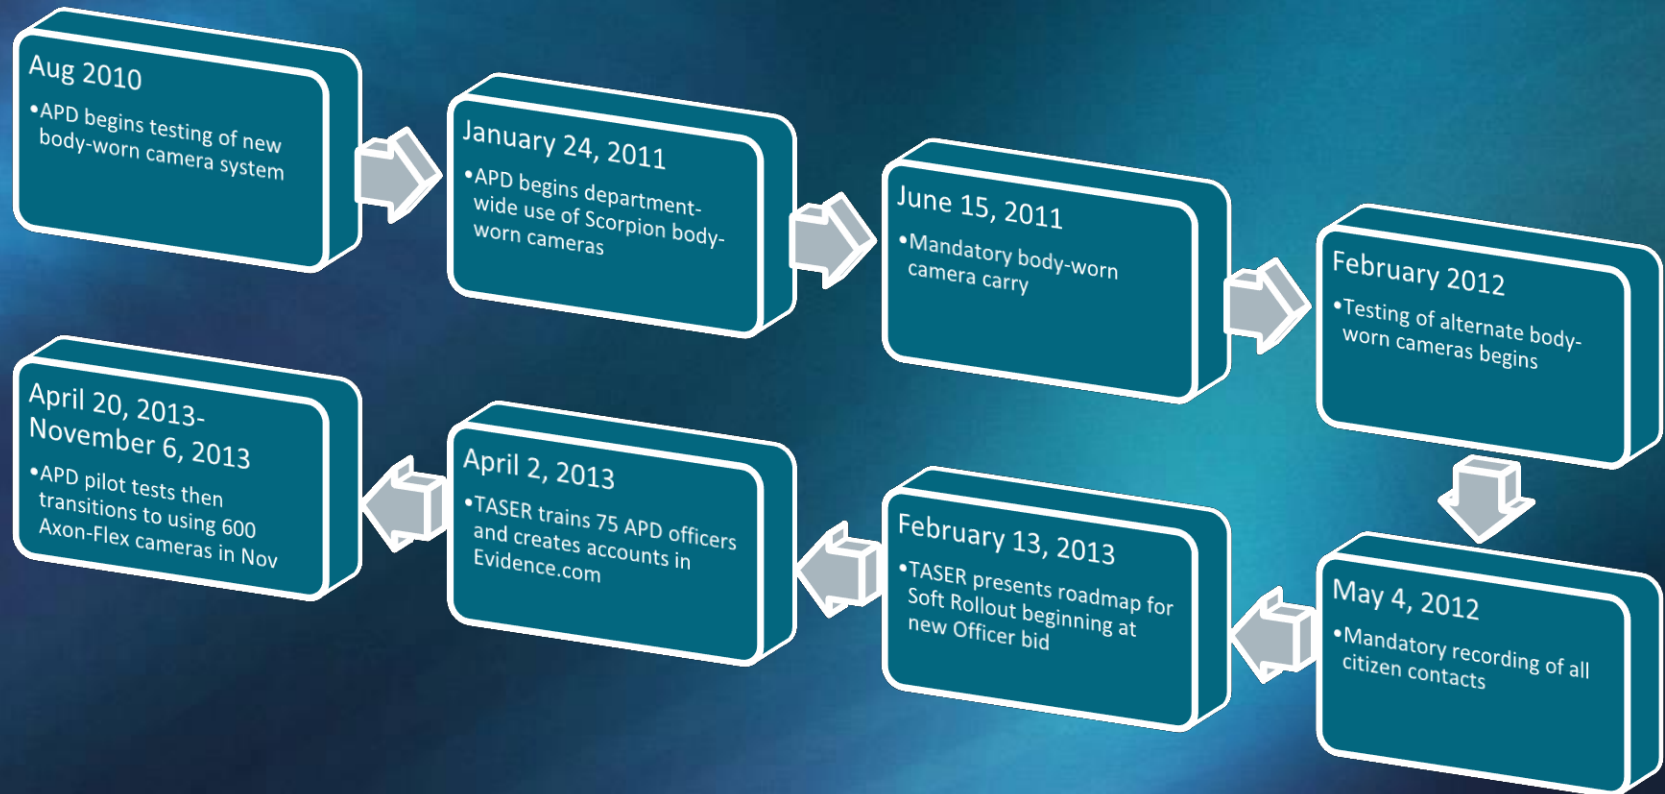 Aug 2010
•APD begins testing of new
body-worn camera system
January 24, 2011
•APD begins department-
wide use of Scorpion body-
worn cameras
June 15, 2011
•Mandatory body-worn
camera carry
February 2012
•Testing of alternate body-
worn cameras begins
May 4, 2012
•Mandatory recording of all
citizen contacts
February 13, 2013
•TASER presents roadmap for
Soft Rollout beginning at
new Officer bid
April 2, 2013
•TASER trains 75 APD officers
and creates accounts in
Evidence.com
April 20, 2013-
November 6, 2013
•APD pilot tests then
transitions to using 600
Axon-Flex cameras in Nov